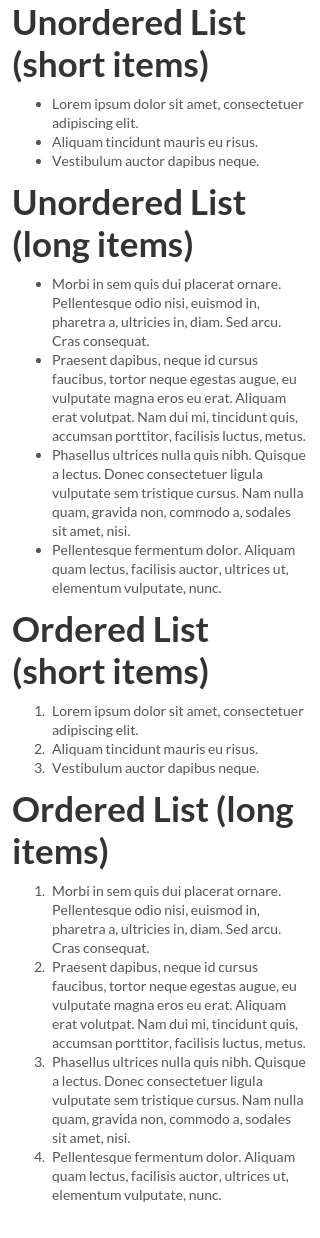 Unordered List
(short items)
• Lorem ipsum dolor sit amet, consectetuer
adipiscing elit.
• Aliquam tincidunt mauris eu risus.
• Vestibulum auctor dapibus neque.
Unordered List
(long items)
• Morbi in sem quis dui placerat ornare.
Pellentesque odio nisi, euismod in,
pharetra a, ultricies in, diam. Sed arcu.
Cras consequat.
• Praesent dapibus, neque id cursus
faucibus, tortor neque egestas augue, eu
vulputate magna eros eu erat. Aliquam
erat volutpat. Nam dui mi, tincidunt quis,
accumsan porttitor, facilisis luctus, metus.
• Phasellus ultrices nulla quis nibh. Quisque
a lectus. Donec consectetuer ligula
vulputate sem tristique cursus. Nam nulla
quam, gravida non, commodo a, sodales
sit amet, nisi.
• Pellentesque fermentum dolor. Aliquam
quam lectus, facilisis auctor, ultrices ut,
elementum vulputate, nunc.
Ordered List
(short items)
1. Lorem ipsum dolor sit amet, consectetuer
adipiscing elit.
2. Aliquam tincidunt mauris eu risus.
3. Vestibulum auctor dapibus neque.
Ordered List (long
items)
1. Morbi in sem quis dui placerat ornare.
Pellentesque odio nisi, euismod in,
pharetra a, ultricies in, diam. Sed arcu.
Cras consequat.
2. Praesent dapibus, neque id cursus
faucibus, tortor neque egestas augue, eu
vulputate magna eros eu erat. Aliquam
erat volutpat. Nam dui mi, tincidunt quis,
accumsan porttitor, facilisis luctus, metus.
3. Phasellus ultrices nulla quis nibh. Quisque
a lectus. Donec consectetuer ligula
vulputate sem tristique cursus. Nam nulla
quam, gravida non, commodo a, sodales
sit amet, nisi.
4. Pellentesque fermentum dolor. Aliquam
quam lectus, facilisis auctor, ultrices ut,
elementum vulputate, nunc.